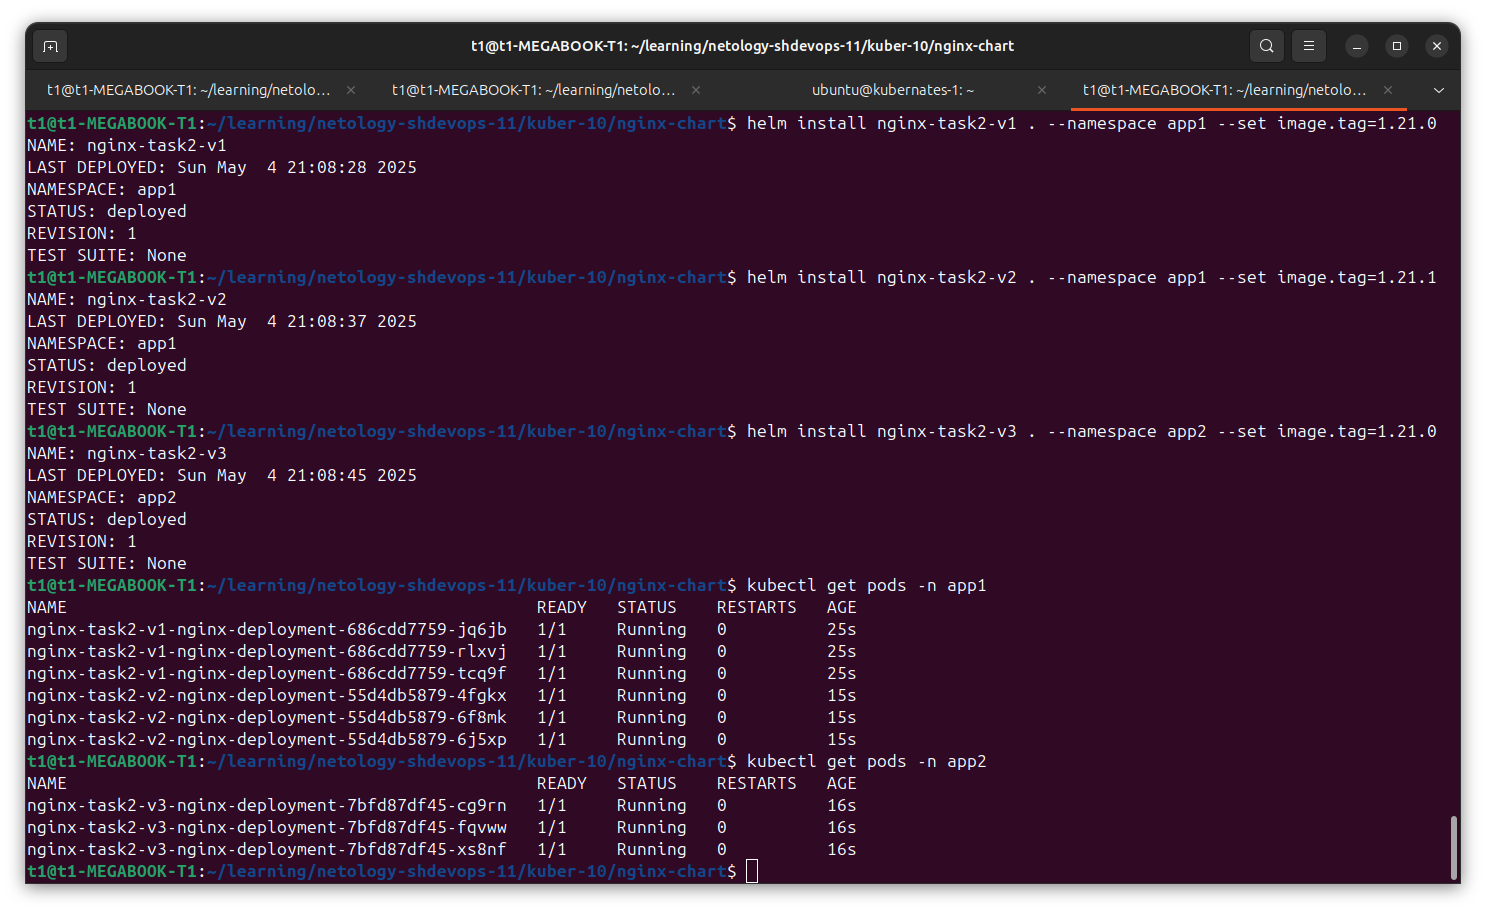 t1@t1-MEGABOOK-T1: ~/learning/netology-shdevops-11/kuber-10/nginx-chart
t1@t1-MEGABOOK-T1: ~/learning/netolo... t1@t1-MEGABOOK-T1: ~/learning/netolo... ubuntu@kubernates-1: ~ t1@t1-MEGABOOK-T1: ~/learning/netolo...
t1@t1-MEGABOOK-T1:~/learning/netology-shdevops-11/kuber-10/nginx-chart$ helm install nginx-task2-v1 . --namespace app1 --set image.tag=1.21.0
NAME: nginx-task2-v1
LAST DEPLOYED: Sun May  4 21:08:28 2025
NAMESPACE: app1
STATUS: deployed
REVISION: 1
TEST SUITE: None
t1@t1-MEGABOOK-T1:~/learning/netology-shdevops-11/kuber-10/nginx-chart$ helm install nginx-task2-v2 . --namespace app1 --set image.tag=1.21.1
NAME: nginx-task2-v2
LAST DEPLOYED: Sun May  4 21:08:37 2025
NAMESPACE: app1
STATUS: deployed
REVISION: 1
TEST SUITE: None
t1@t1-MEGABOOK-T1:~/learning/netology-shdevops-11/kuber-10/nginx-chart$ helm install nginx-task2-v3 . --namespace app2 --set image.tag=1.21.0
NAME: nginx-task2-v3
LAST DEPLOYED: Sun May  4 21:08:45 2025
NAMESPACE: app2
STATUS: deployed
REVISION: 1
TEST SUITE: None
t1@t1-MEGABOOK-T1:~/learning/netology-shdevops-11/kuber-10/nginx-chart$ kubectl get pods -n app1
NAME                                               READY   STATUS    RESTARTS   AGE
nginx-task2-v1-nginx-deployment-686cdd7759-jq6jb   1/1     Running   0          25s
nginx-task2-v1-nginx-deployment-686cdd7759-rlxvj   1/1     Running   0          25s
nginx-task2-v1-nginx-deployment-686cdd7759-tcq9f   1/1     Running   0          25s
nginx-task2-v2-nginx-deployment-55d4db5879-4fgkx   1/1     Running   0          15s
nginx-task2-v2-nginx-deployment-55d4db5879-6f8mk   1/1     Running   0          15s
nginx-task2-v2-nginx-deployment-55d4db5879-6j5xp   1/1     Running   0          15s
t1@t1-MEGABOOK-T1:~/learning/netology-shdevops-11/kuber-10/nginx-chart$ kubectl get pods -n app2
NAME                                               READY   STATUS    RESTARTS   AGE
nginx-task2-v3-nginx-deployment-7bfd87df45-cg9rn   1/1     Running   0          16s
nginx-task2-v3-nginx-deployment-7bfd87df45-fqvww   1/1     Running   0          16s
nginx-task2-v3-nginx-deployment-7bfd87df45-xs8nf   1/1     Running   0          16s
t1@t1-MEGABOOK-T1:~/learning/netology-shdevops-11/kuber-10/nginx-chart$